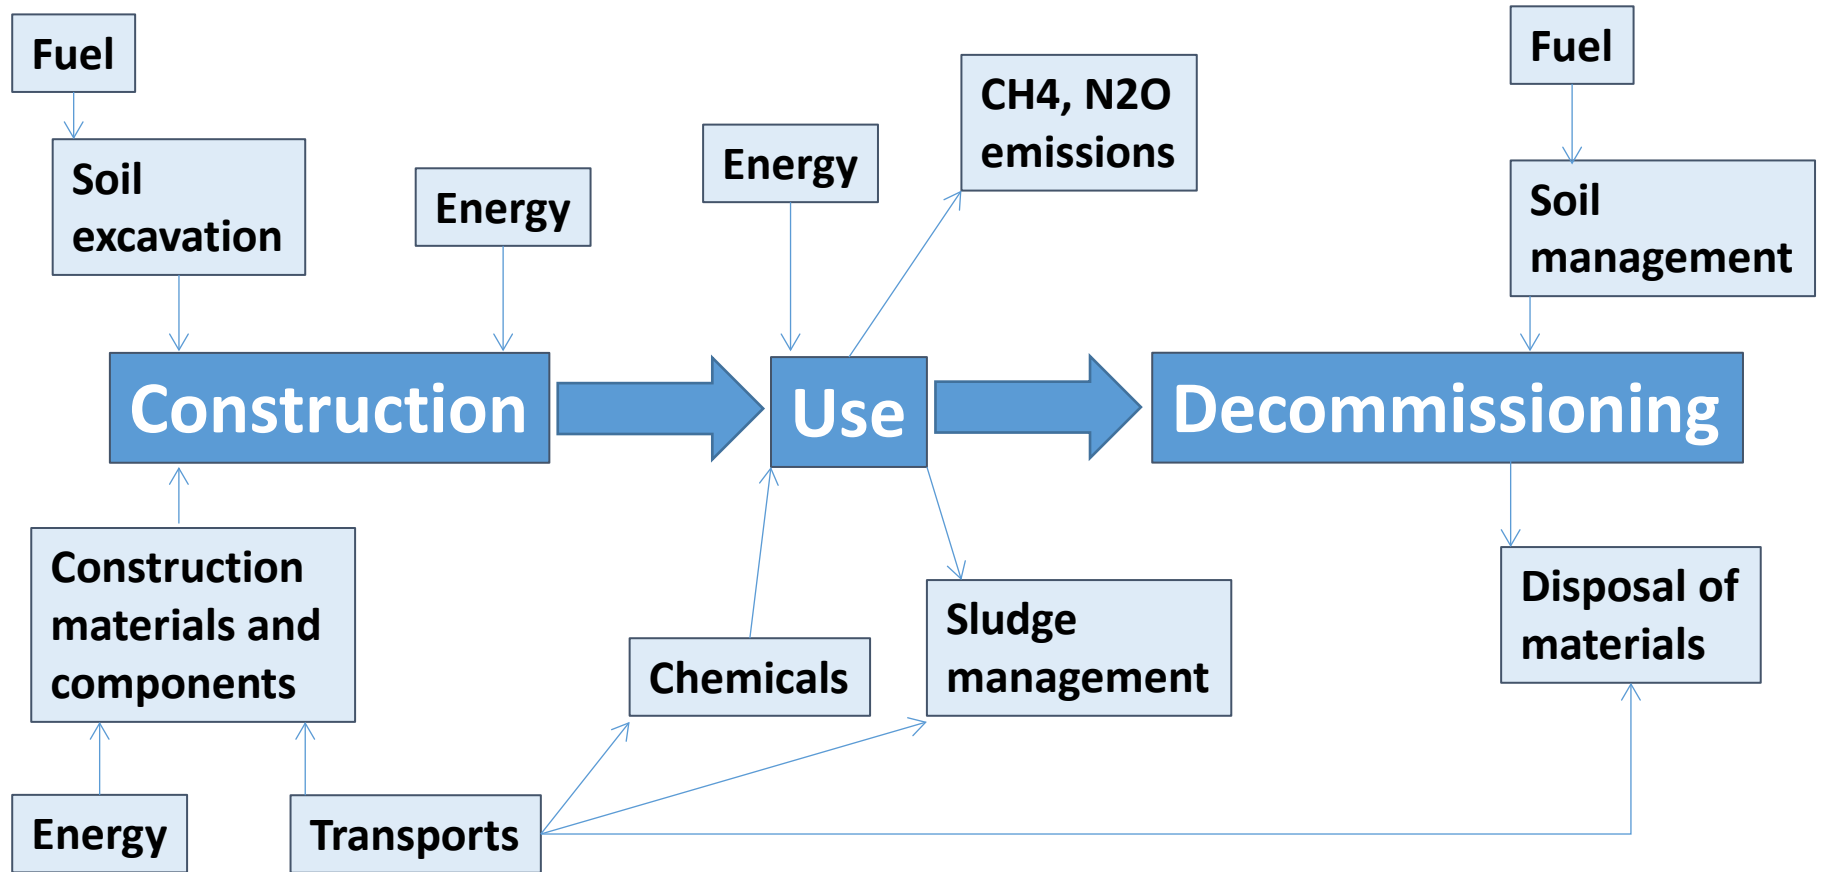 Fuel
Soil
excavation
Energy
Energy
CH4, N2O
emissions
Fuel
Soil
management
Construction
Use
Decommissioning
Construction
materials and
components
Chemicals
Sludge
management
Disposal of
materials
Energy
Transports